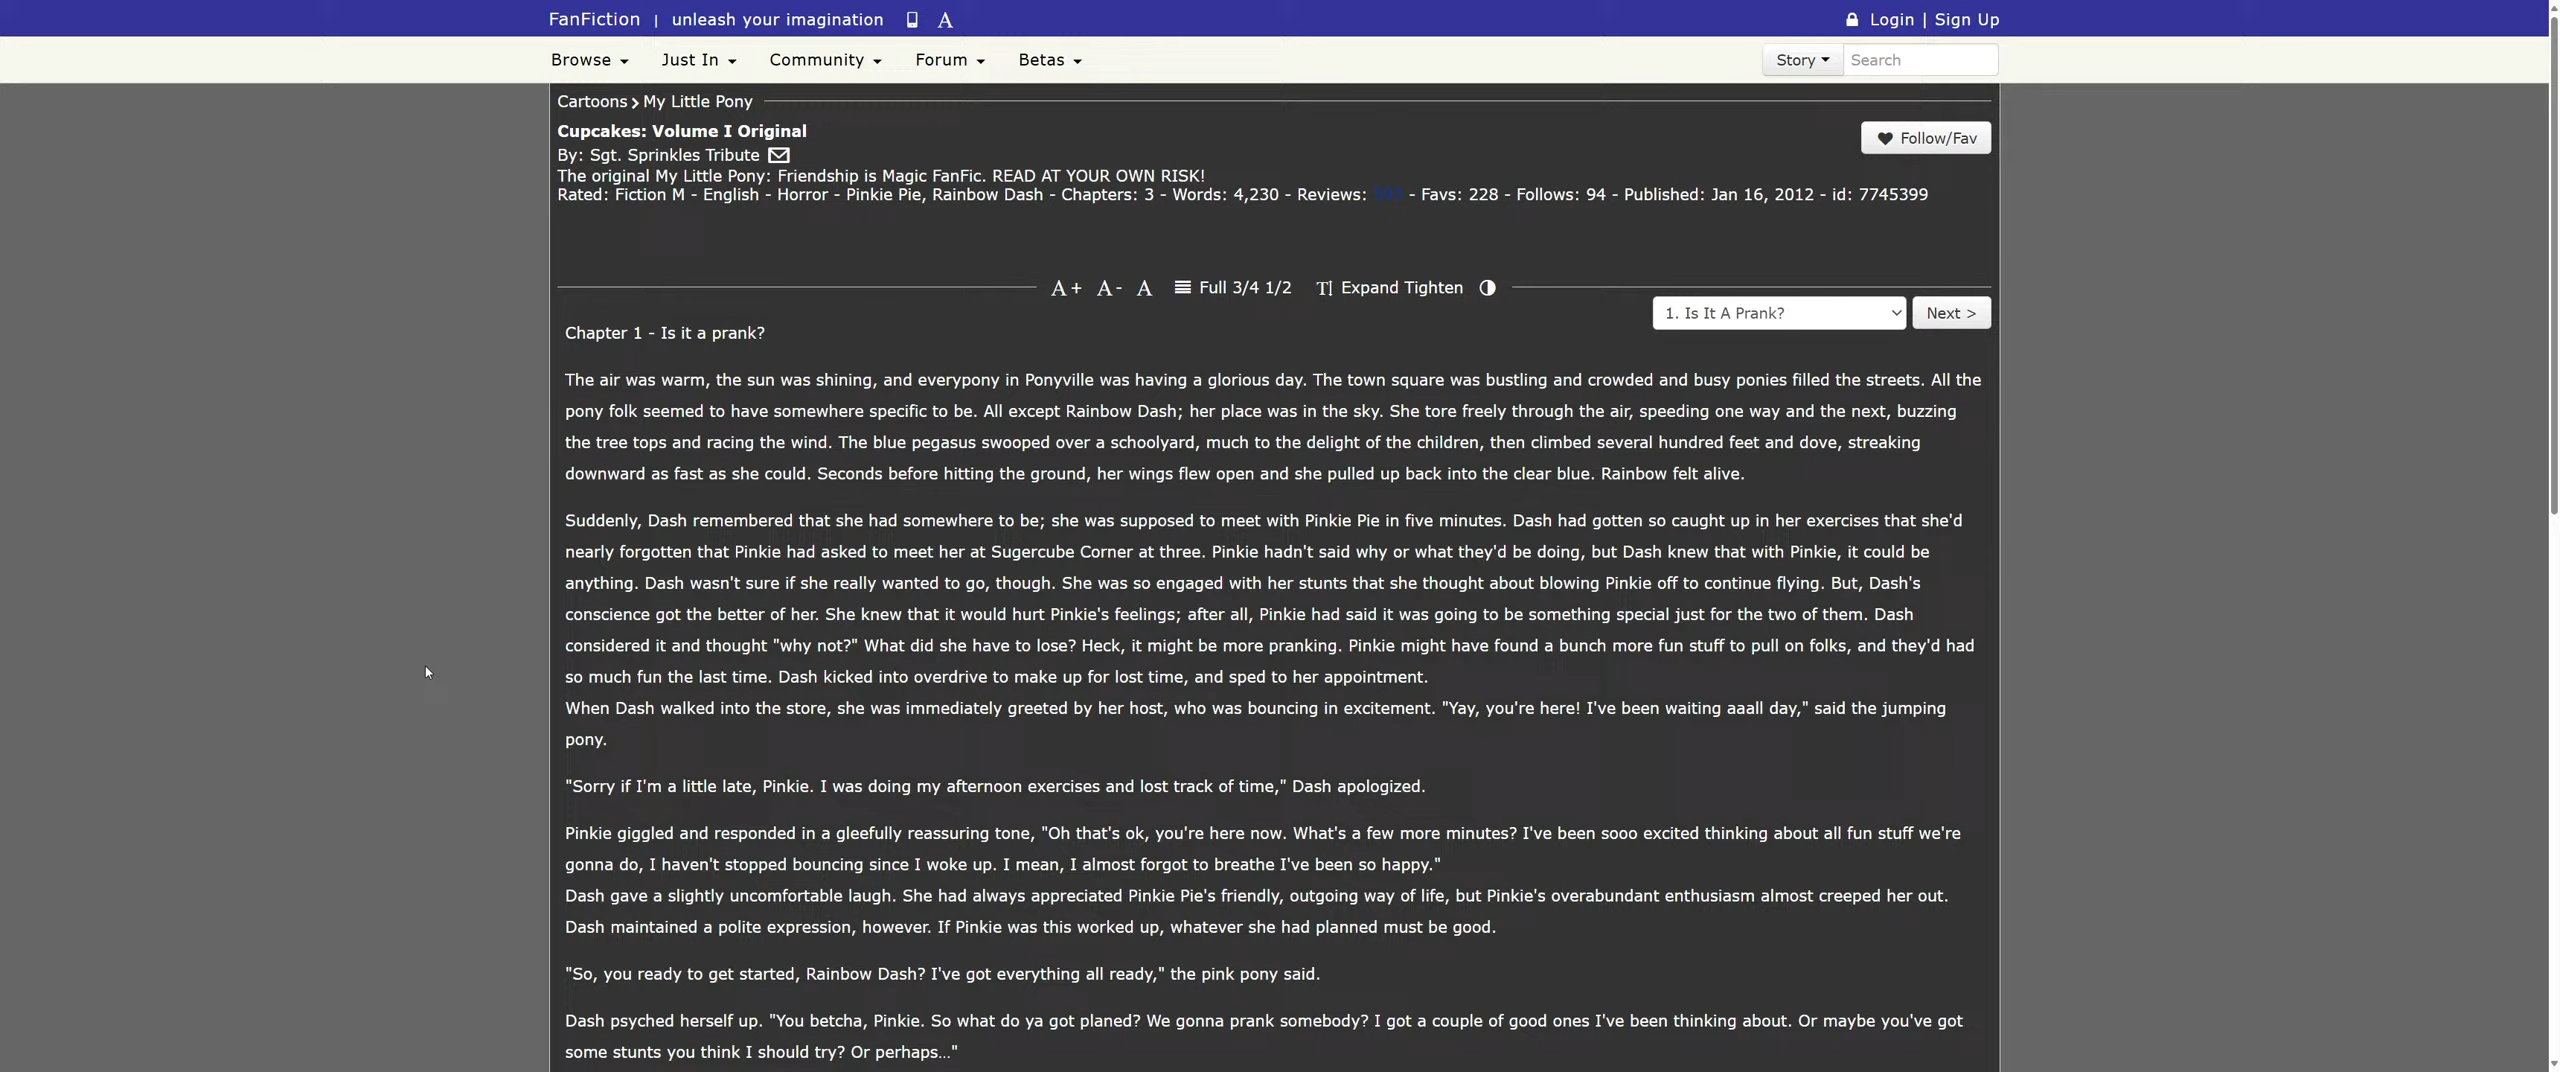 FanFiction | unleash your imagination A Login | Sign Up
Browse Just In Community Forum Betas Story Search
Cartoons > My Little Pony
Cupcakes: Volume I Original
Follow/Fav
By: Sgt. Sprinkles Tribute
The original My Little Pony: Friendship is Magic FanFic. READ AT YOUR OWN RISK!
Rated: Fiction M - English - Horror - Pinkie Pie, Rainbow Dash - Chapters: 3 - Words: 4,230 - Reviews: - Favs: 228 - Follows: 94 - Published: Jan 16, 2012 - id: 7745399
A+ A- A Full 3/4 1/2 Expand Tighten
1. Is It A Prank? Next >
Chapter 1 - Is it a prank?
The air was warm, the sun was shining, and everypony in Ponyville was having a glorious day. The town square was bustling and crowded and busy ponies filled the streets. All the
pony folk seemed to have somewhere specific to be. All except Rainbow Dash; her place was in the sky. She tore freely through the air, speeding one way and the next, buzzing
the tree tops and racing the wind. The blue pegasus swooped over a schoolyard, much to the delight of the children, then climbed several hundred feet and dove, streaking
downward as fast as she could. Seconds before hitting the ground, her wings flew open and she pulled up back into the clear blue. Rainbow felt alive.
Suddenly, Dash remembered that she had somewhere to be; she was supposed to meet with Pinkie Pie in five minutes. Dash had gotten so caught up in her exercises that she'd
nearly forgotten that Pinkie had asked to meet her at Sugercube Corner at three. Pinkie hadn't said why or what they'd be doing, but Dash knew that with Pinkie, it could be
anything. Dash wasn't sure if she really wanted to go, though. She was so engaged with her stunts that she thought about blowing Pinkie off to continue flying. But, Dash's
conscience got the better of her. She knew that it would hurt Pinkie's feelings; after all, Pinkie had said it was going to be something special just for the two of them. Dash
considered it and thought "why not?" What did she have to lose? Heck, it might be more pranking. Pinkie might have found a bunch more fun stuff to pull on folks, and they'd had
so much fun the last time. Dash kicked into overdrive to make up for lost time, and sped to her appointment.
When Dash walked into the store, she was immediately greeted by her host, who was bouncing in excitement. "Yay, you're here! I've been waiting aaall day," said the jumping
pony.
"Sorry if I'm a little late, Pinkie. I was doing my afternoon exercises and lost track of time," Dash apologized.
Pinkie giggled and responded in a gleefully reassuring tone, "Oh that's ok, you're here now. What's a few more minutes? I've been sooo excited thinking about all fun stuff we're
gonna do, I haven't stopped bouncing since I woke up. I mean, I almost forgot to breathe I've been so happy."
Dash gave a slightly uncomfortable laugh. She had always appreciated Pinkie Pie's friendly, outgoing way of life, but Pinkie's overabundant enthusiasm almost creeped her out.
Dash maintained a polite expression, however. If Pinkie was this worked up, whatever she had planned must be good.
"So, you ready to get started, Rainbow Dash? I've got everything all ready," the pink pony said.
Dash psyched herself up. "You betcha, Pinkie. So what do ya got planed? We gonna prank somebody? I got a couple of good ones I've been thinking about. Or maybe you've got
some stunts you think I should try? Or perhaps..."